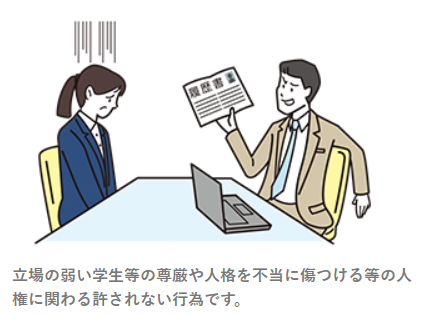 履歴書
立場の弱い学生等の尊厳や人格を不当に傷つける等の人
権に関わる許されない行為です。